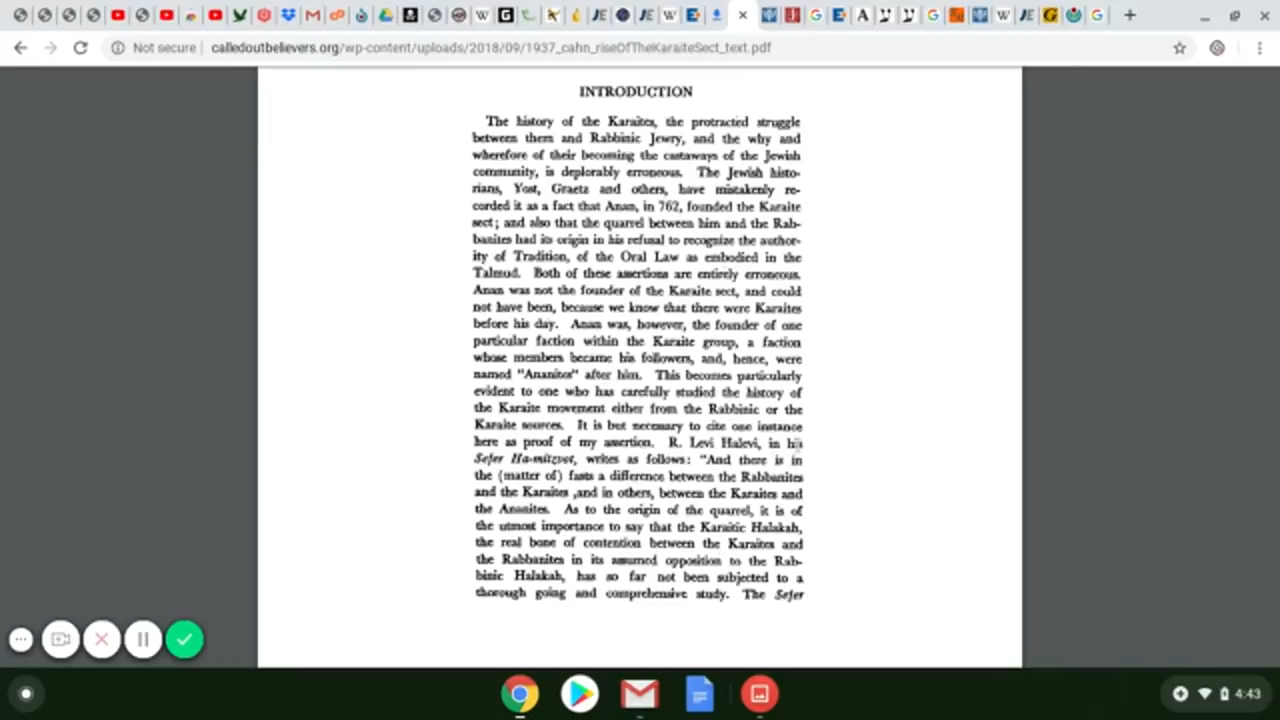 Not secure
calledoutbelievers.org/wp-content/uploads/2018/09/1937_cahn_riseOfTheKaraiteSect_text.pdf
INTRODUCTION
The history of the Karaites, the protracted struggle
between them and Rabbinic Jewry, and the why and
wherefore of their becoming the castaways of the Jewish
community, is deplorably erroneous. The Jewish histo-
rians, Yost, Graetz and others, have mistakenly re-
corded it as a fact that Anan, in 762, founded the Karaite
sect; and also that the quarrel between him and the Rab-
banites had its origin in his refusal to recognize the author-
ity of Tradition, of the Oral Law as embodied in the
Talmud. Both of these assertions are entirely erroneous.
Anan was not the founder of the Karaite sect, and could
not have been, because we know that there were Karaites
before his day. Anan was, however, the founder of one
particular faction within the Karaite group, a faction
whose members became his followers, and, hence, were
named "Ananites" after him. This becomes particularly
evident to one who has carefully studied the history of
the Karaite movement either from the Rabbinic or the
Karaite sources. It is but necessary to cite one instance
here as proof of my assertion. R. Levi Halevi, in his
Sefer Ha-mitzvot, writes as follows: "And there is in
the (matter of) fasts a difference between the Rabbanites
and the Karaites ,and in others, between the Karaites and
the Ananites. As to the origin of the quarrel, it is of
the utmost importance to say that the Karaitic Halakah,
the real bone of contention between the Karaites and
the Rabbanites in its assumed opposition to the Rab-
binic Halakah, has so far not been subjected to a
thorough going and comprehensive study. The Sefer
4:43